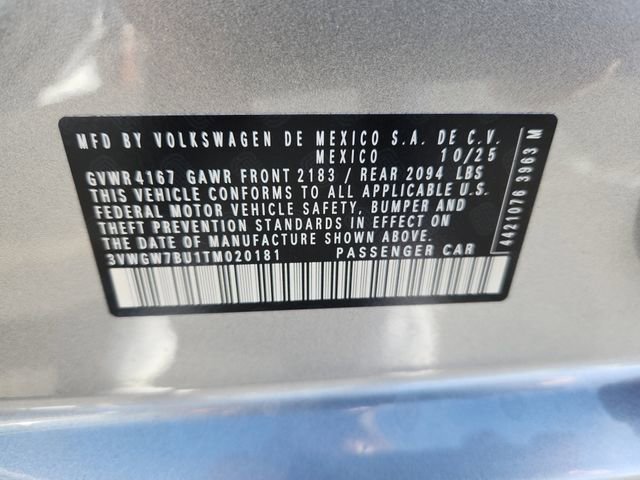 MFD BY VOLKSWAGEN DE MEXICO S.A. DE C.V.
MEXICO 10/25
GVWR 4167 GAWR FRONT 2183 / REAR 2094 LBS
THIS VEHICLE CONFORMS TO ALL APPLICABLE U.S.
FEDERAL MOTOR VEHICLE SAFETY, BUMPER AND
THEFT PREVENTION STANDARDS IN EFFECT ON
THE DATE OF MANUFACTURE SHOWN ABOVE.
3VWGW7BU1TM020181 PASSENGER CAR
4421076 3963 M